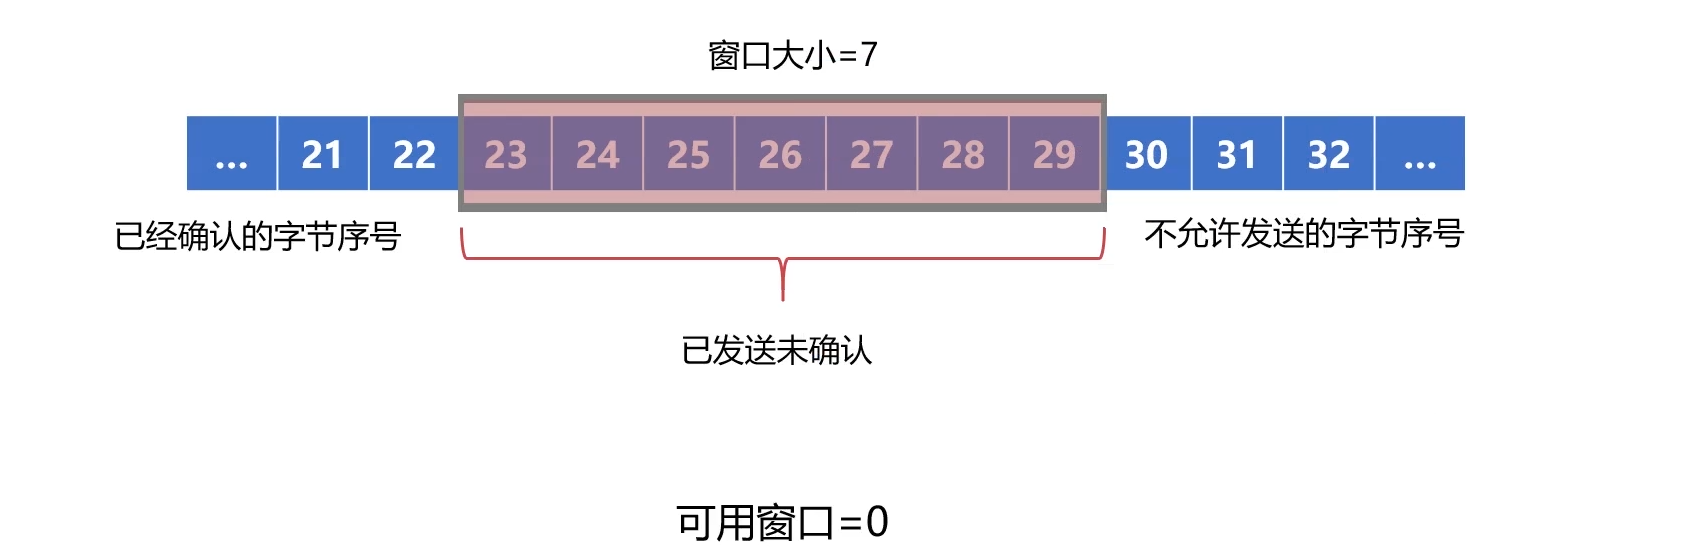 窗口大小=7
... 21 22 23 24 25 26 27 28 29 30 31 32 ...
已经确认的字节序号 不允许发送的字节序号
已发送未确认
可用窗口=0